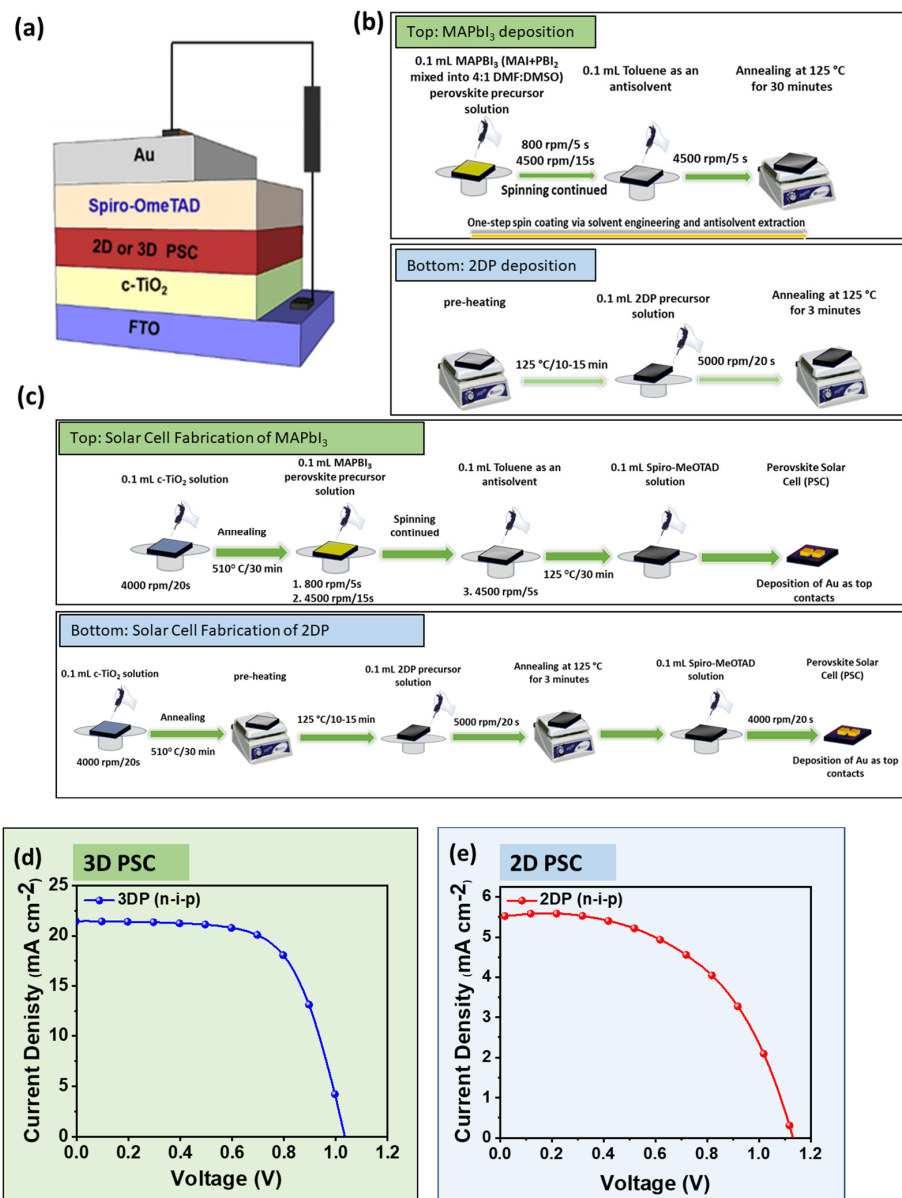 (a)
Au
Spiro-OmeTAD
2D or 3D PSC
c-TiO₂
FTO
(b)
Top: MAPbI₃ deposition
0.1 mL MAPBI₃ (MAI+PBI₂
mixed into 4:1 DMF:DMSO)
perovskite precursor
solution
0.1 mL Toluene as an
antisolvent
Annealing at 125 °C
for 30 minutes
800 rpm/5 s
4500 rpm/15s
Spinning continued
4500 rpm/5 s
One-step spin coating via solvent engineering and antisolvent extraction
Bottom: 2DP deposition
pre-heating
0.1 mL 2DP precursor
solution
Annealing at 125 °C
for 3 minutes
125 °C/10-15 min
5000 rpm/20 s
(c)
Top: Solar Cell Fabrication of MAPbI₃
0.1 mL c-TiO₂ solution
0.1 mL MAPBI₃
perovskite precursor
solution
0.1 mL Toluene as an
antisolvent
0.1 mL Spiro-MeOTAD
solution
Perovskite Solar
Cell (PSC)
Annealing
510° C/30 min
Spinning
continued
125 °C/30 min
4000 rpm/20s
1. 800 rpm/5s
2. 4500 rpm/15s
3. 4500 rpm/5s
Deposition of Au as top
contacts
Bottom: Solar Cell Fabrication of 2DP
0.1 mL c-TiO₂ solution
pre-heating
0.1 mL 2DP precursor
solution
Annealing at 125 °C
for 3 minutes
0.1 mL Spiro-MeOTAD
solution
Perovskite Solar
Cell (PSC)
Annealing
510° C/30 min
125 °C/10-15 min
5000 rpm/20 s
4000 rpm/20 s
4000 rpm/20s
Deposition of Au as top
contacts
(d)
3D PSC
3DP (n-i-p)
Current Denisty (mA cm⁻²)
25
20
15
10
5
0
0.0 0.2 0.4 0.6 0.8 1.0 1.2
Voltage (V)
(e)
2D PSC
2DP (n-i-p)
Current Density (mA cm⁻²)
6
5
4
3
2
1
0
0.0 0.2 0.4 0.6 0.8 1.0 1.2
Voltage (V)